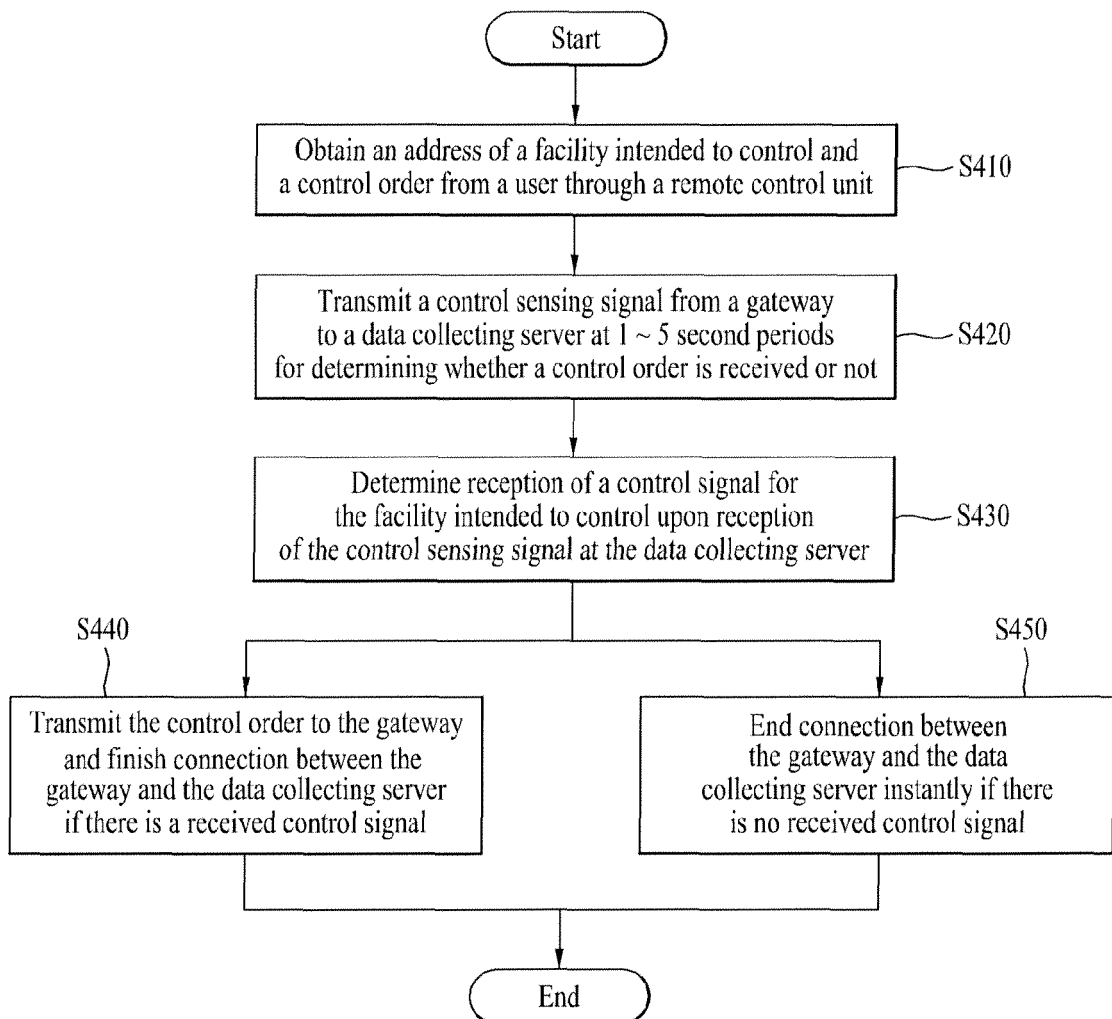 Start
Obtain an address of a facility intended to control and
a control order from a user through a remote control unit
S410
Transmit a control sensing signal from a gateway
to a data collecting server at 1 ~ 5 second periods
for determining whether a control order is received or not
S420
Determine reception of a control signal for
the facility intended to control upon reception
of the control sensing signal at the data collecting server
S430
S440
Transmit the control order to the gateway
and finish connection between the
gateway and the data collecting server
if there is a received control signal
S450
End connection between
the gateway and the data
collecting server instantly if there
is no received control signal
End